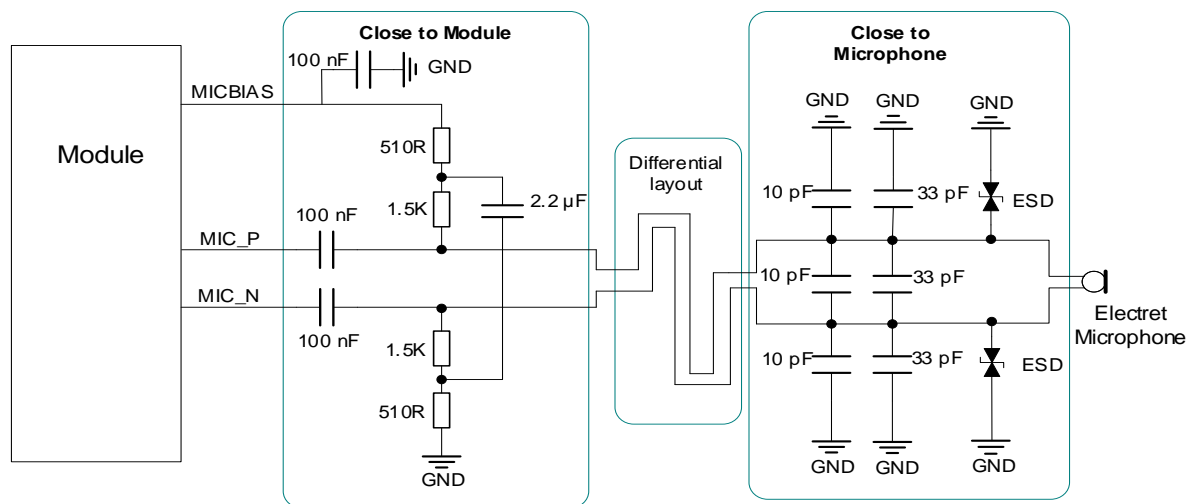 Close to Module
100 nF
GND
MICBIAS
510R
Module
1.5K
2.2 µF
100 nF
MIC_P
MIC_N
100 nF
1.5K
510R
GND
Differential
layout
Close to
Microphone
GND
GND
GND
10 pF
33 pF
ESD
10 pF
33 pF
Electret
Microphone
10 pF
33 pF
ESD
GND
GND
GND